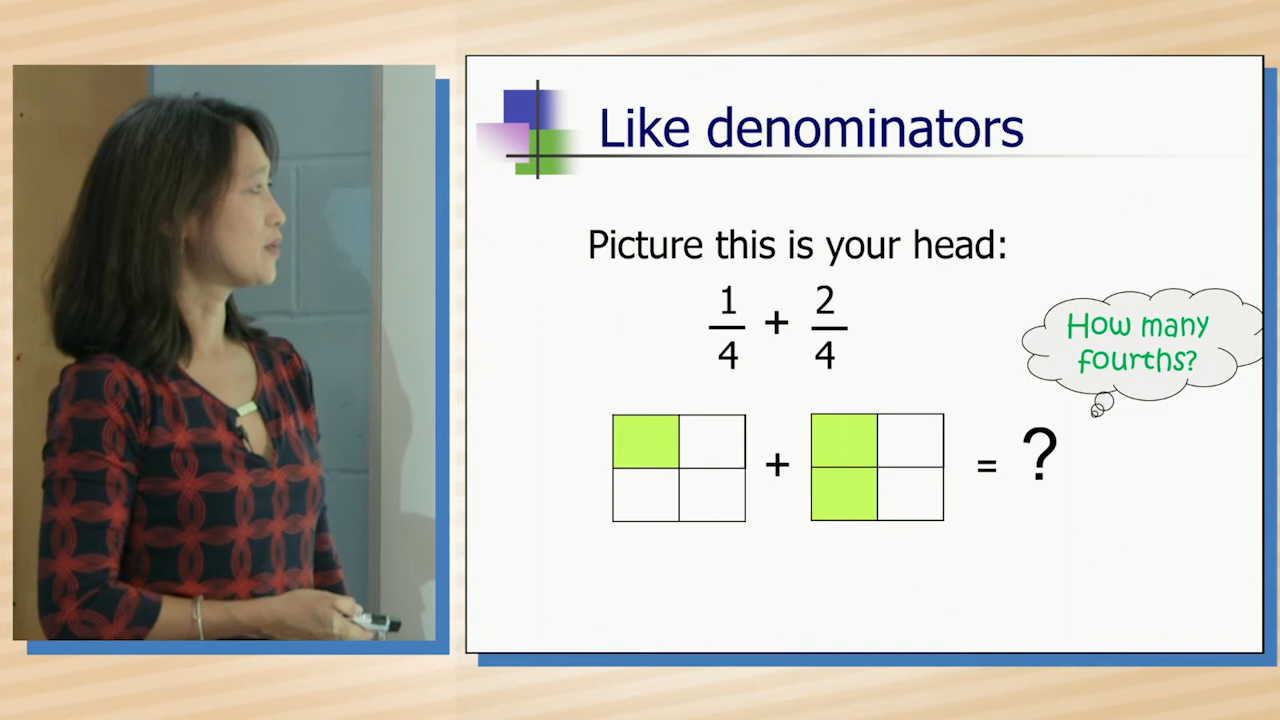 Like denominators
Picture this is your head:
1/4 + 2/4
How many
fourths?
+ = ?